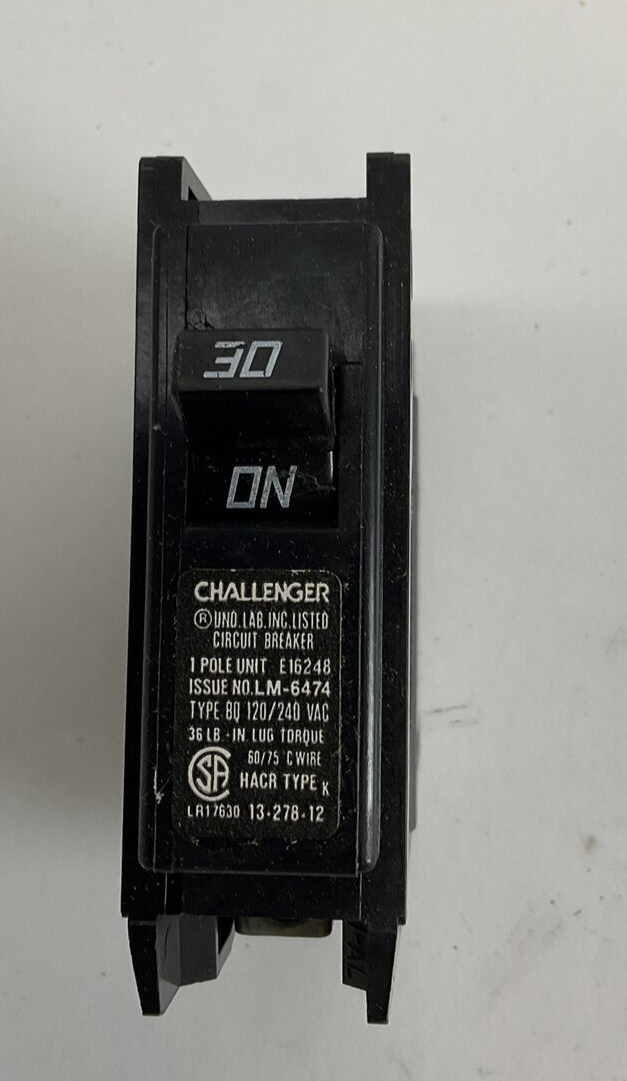 30
ON
CHALLENGER
® UND. LAB. INC. LISTED
CIRCUIT BREAKER
1 POLE UNIT E16248
ISSUE NO. LM-6474
TYPE BQ 120/240 VAC
36 LB - IN LUG TORQUE
60/75 C WIRE
SA HACR TYPE K
LR17630 13-278-12